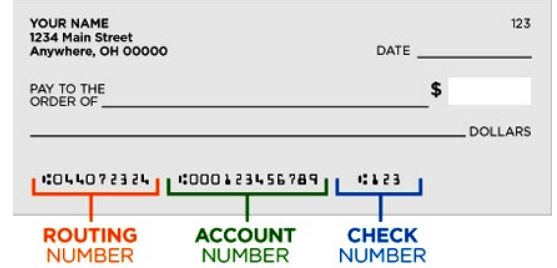 YOUR NAME 123
1234 Main Street
Anywhere, OH 00000
DATE
PAY TO THE
ORDER OF $
DOLLARS
⑆044072324⑆ ⑆000123456789⑆ ⑆123
ROUTING ACCOUNT CHECK
NUMBER NUMBER NUMBER